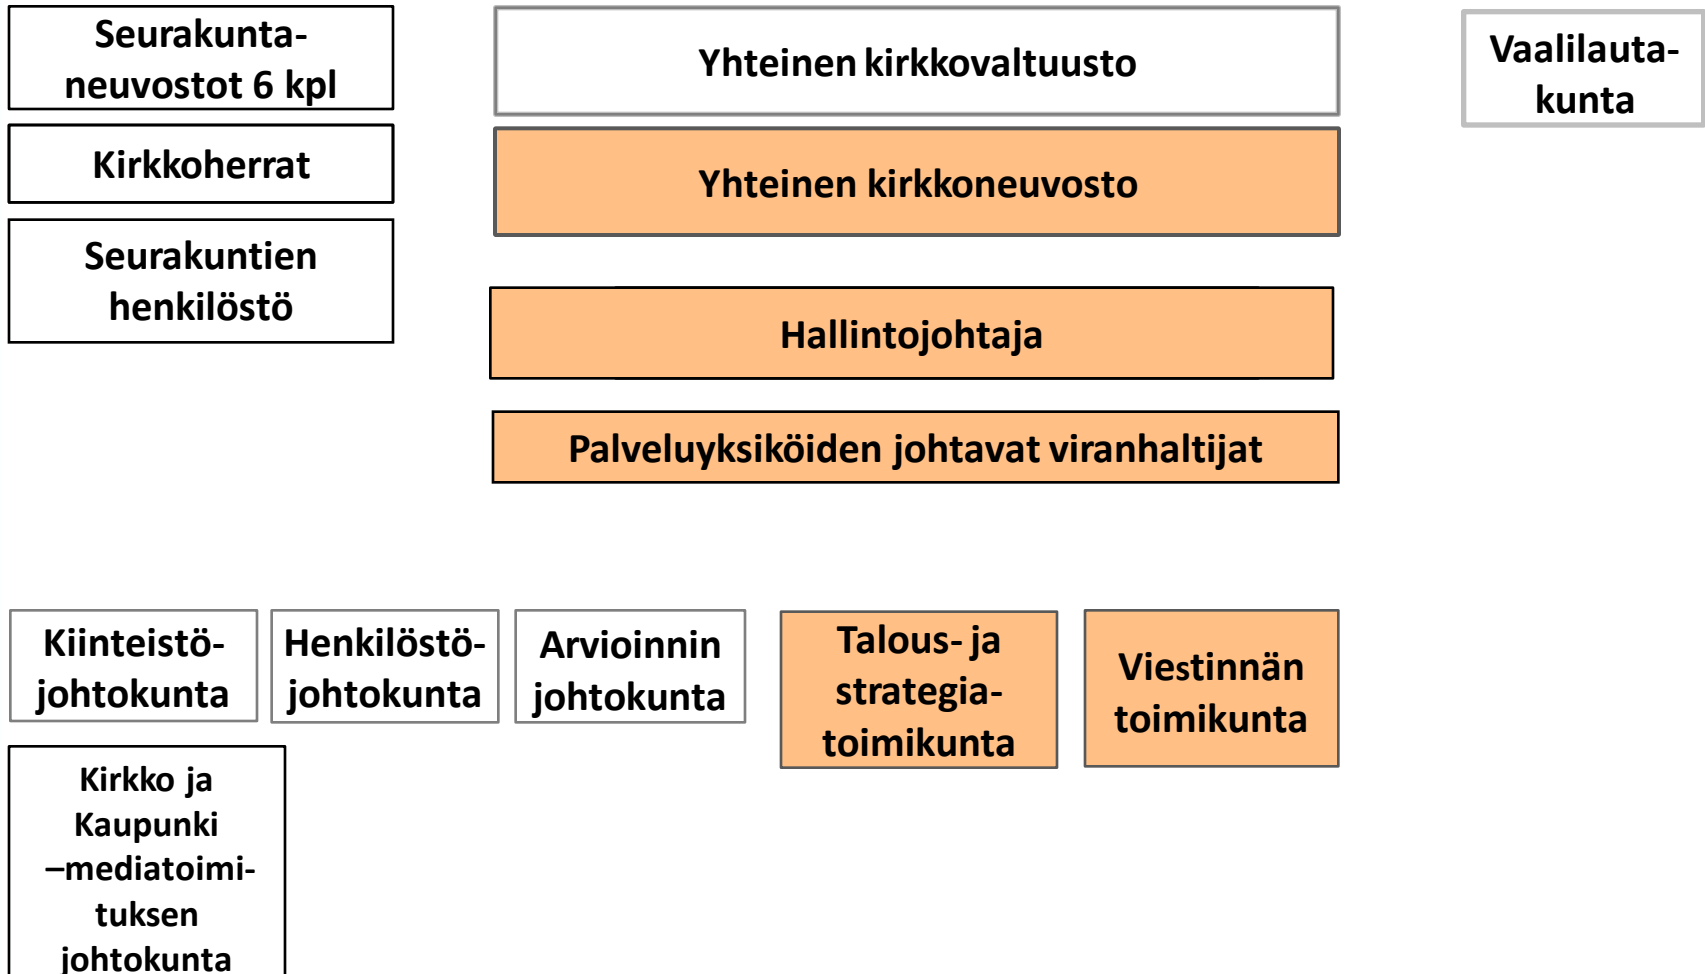 Seurakunta-
neuvostot 6 kpl
Kirkkoherrat
Seurakuntien
henkilöstö
Yhteinen kirkkovaltuusto
Yhteinen kirkkoneuvosto
Hallintojohtaja
Palveluyksiköiden johtavat viranhaltijat
Vaalilauta-
kunta
Kiinteistö-
johtokunta
Henkilöstö-
johtokunta
Arvioinnin
johtokunta
Talous- ja
strategia-
toimikunta
Viestinnän
toimikunta
Kirkko ja
Kaupunki
–mediatoimi-
tuksen
johtokunta